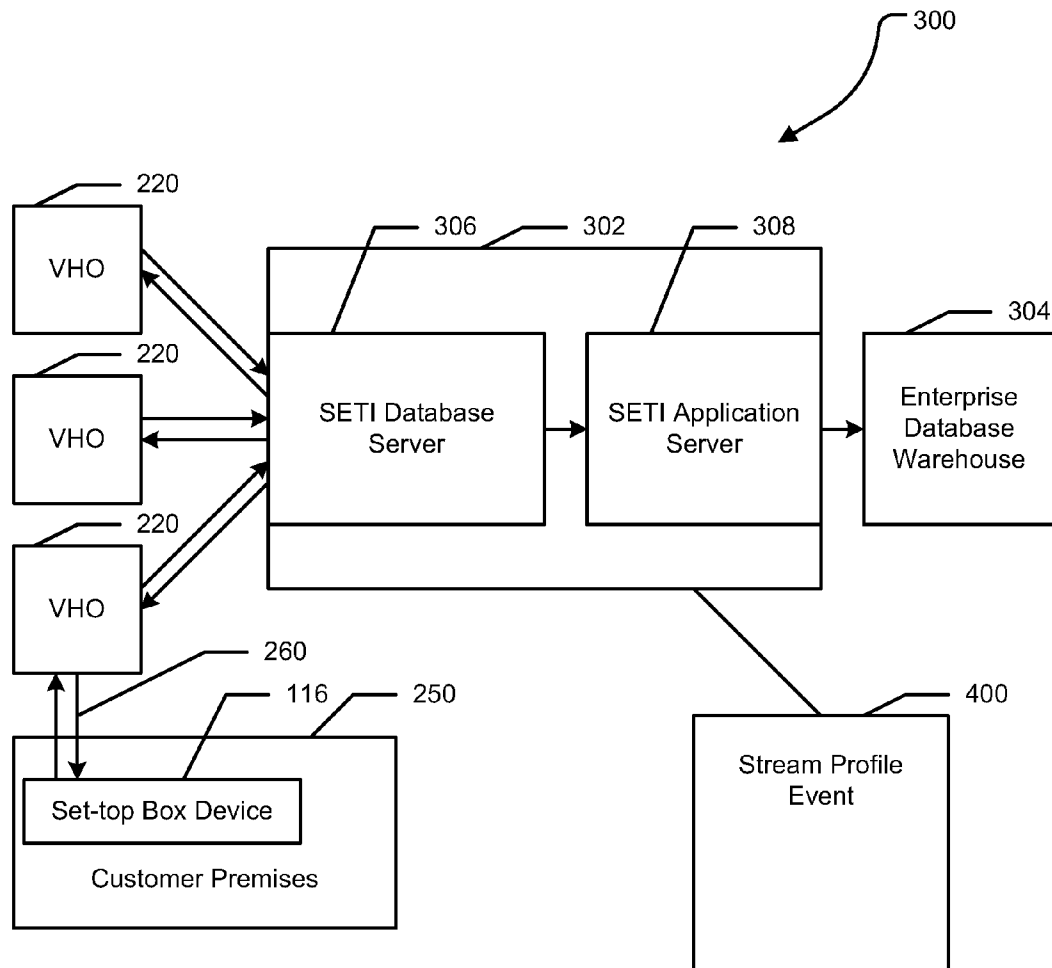 300
220
VHO
306
302
308
304
SETI Database
Server
SETI Application
Server
Enterprise
Database
Warehouse
220
VHO
220
VHO
260
116
250
Set-top Box Device
Customer Premises
400
Stream Profile
Event